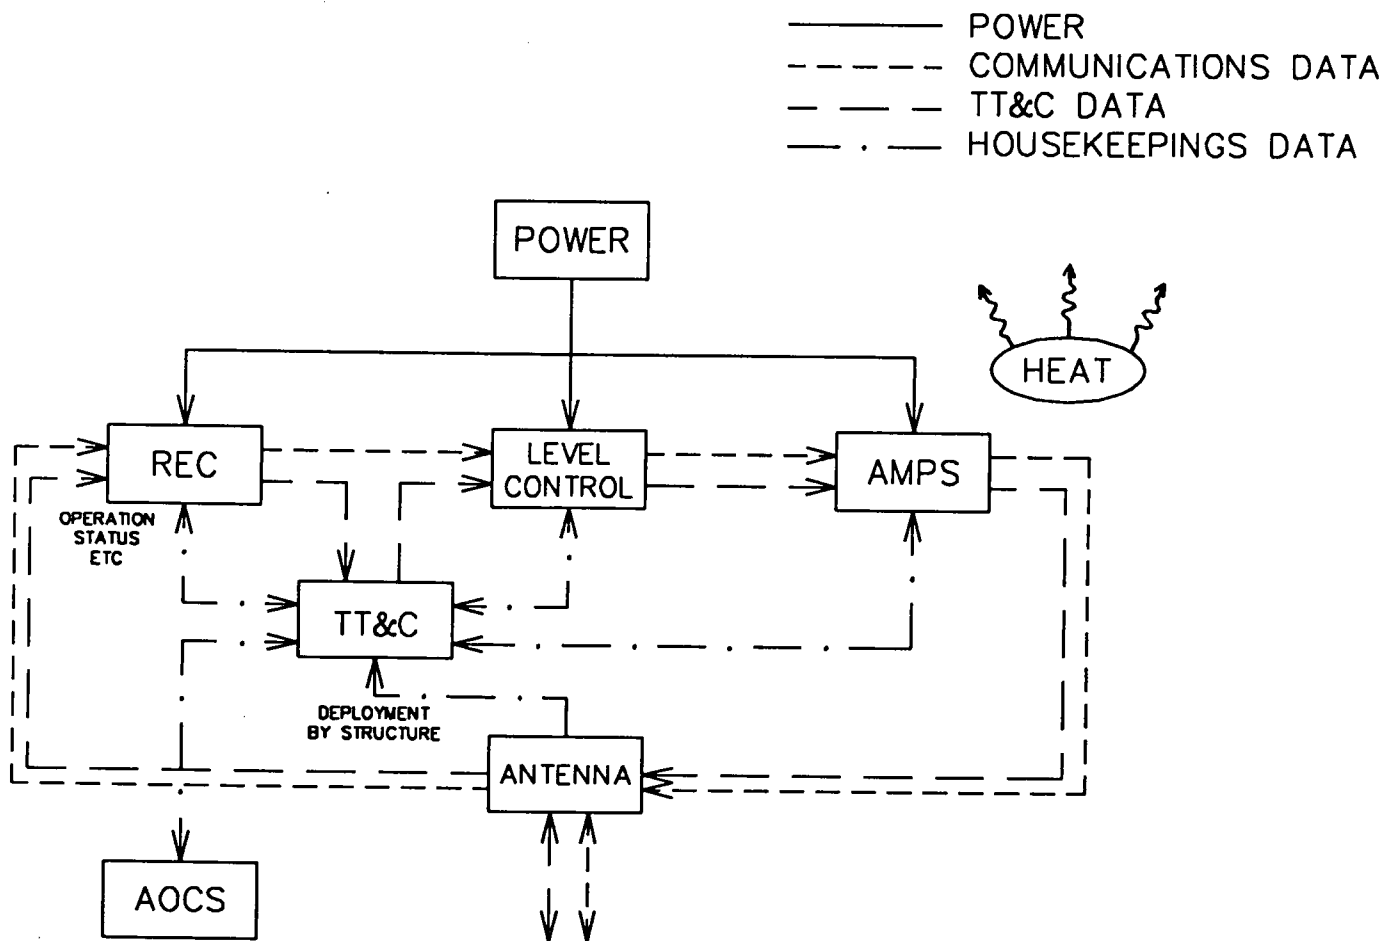 POWER
COMMUNICATIONS DATA
TT&C DATA
HOUSEKEEPINGS DATA
POWER
HEAT
REC
LEVEL
CONTROL
AMPS
OPERATION
STATUS
ETC
TT&C
DEPLOYMENT
BY STRUCTURE
ANTENNA
AOCS